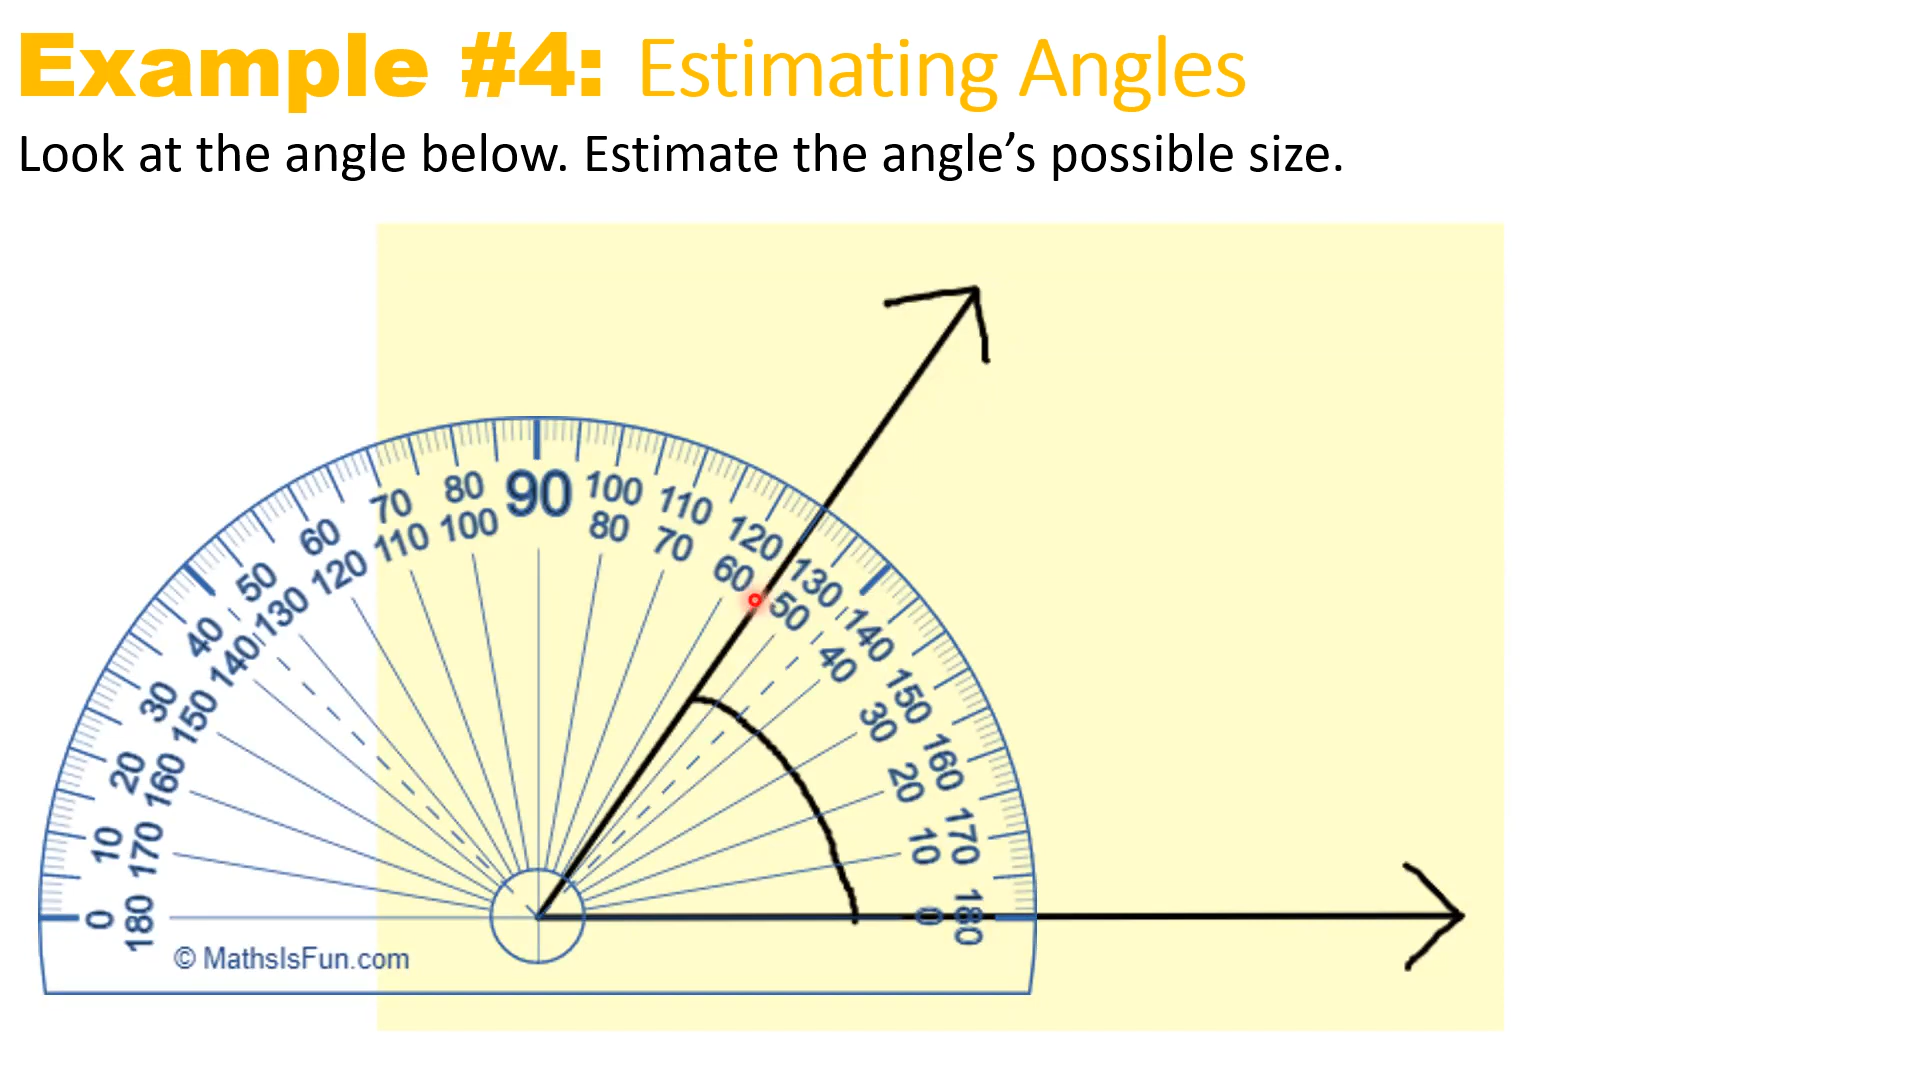 Example #4: Estimating Angles
Look at the angle below. Estimate the angle’s possible size.
0 10 20 30 40 50 60 70 80 90 100 110 120 130 140 150 160 170 180
180 170 160 150 140 130 120 110 100 80 70 60 50 40 30 20 10 0
© MathsIsFun.com